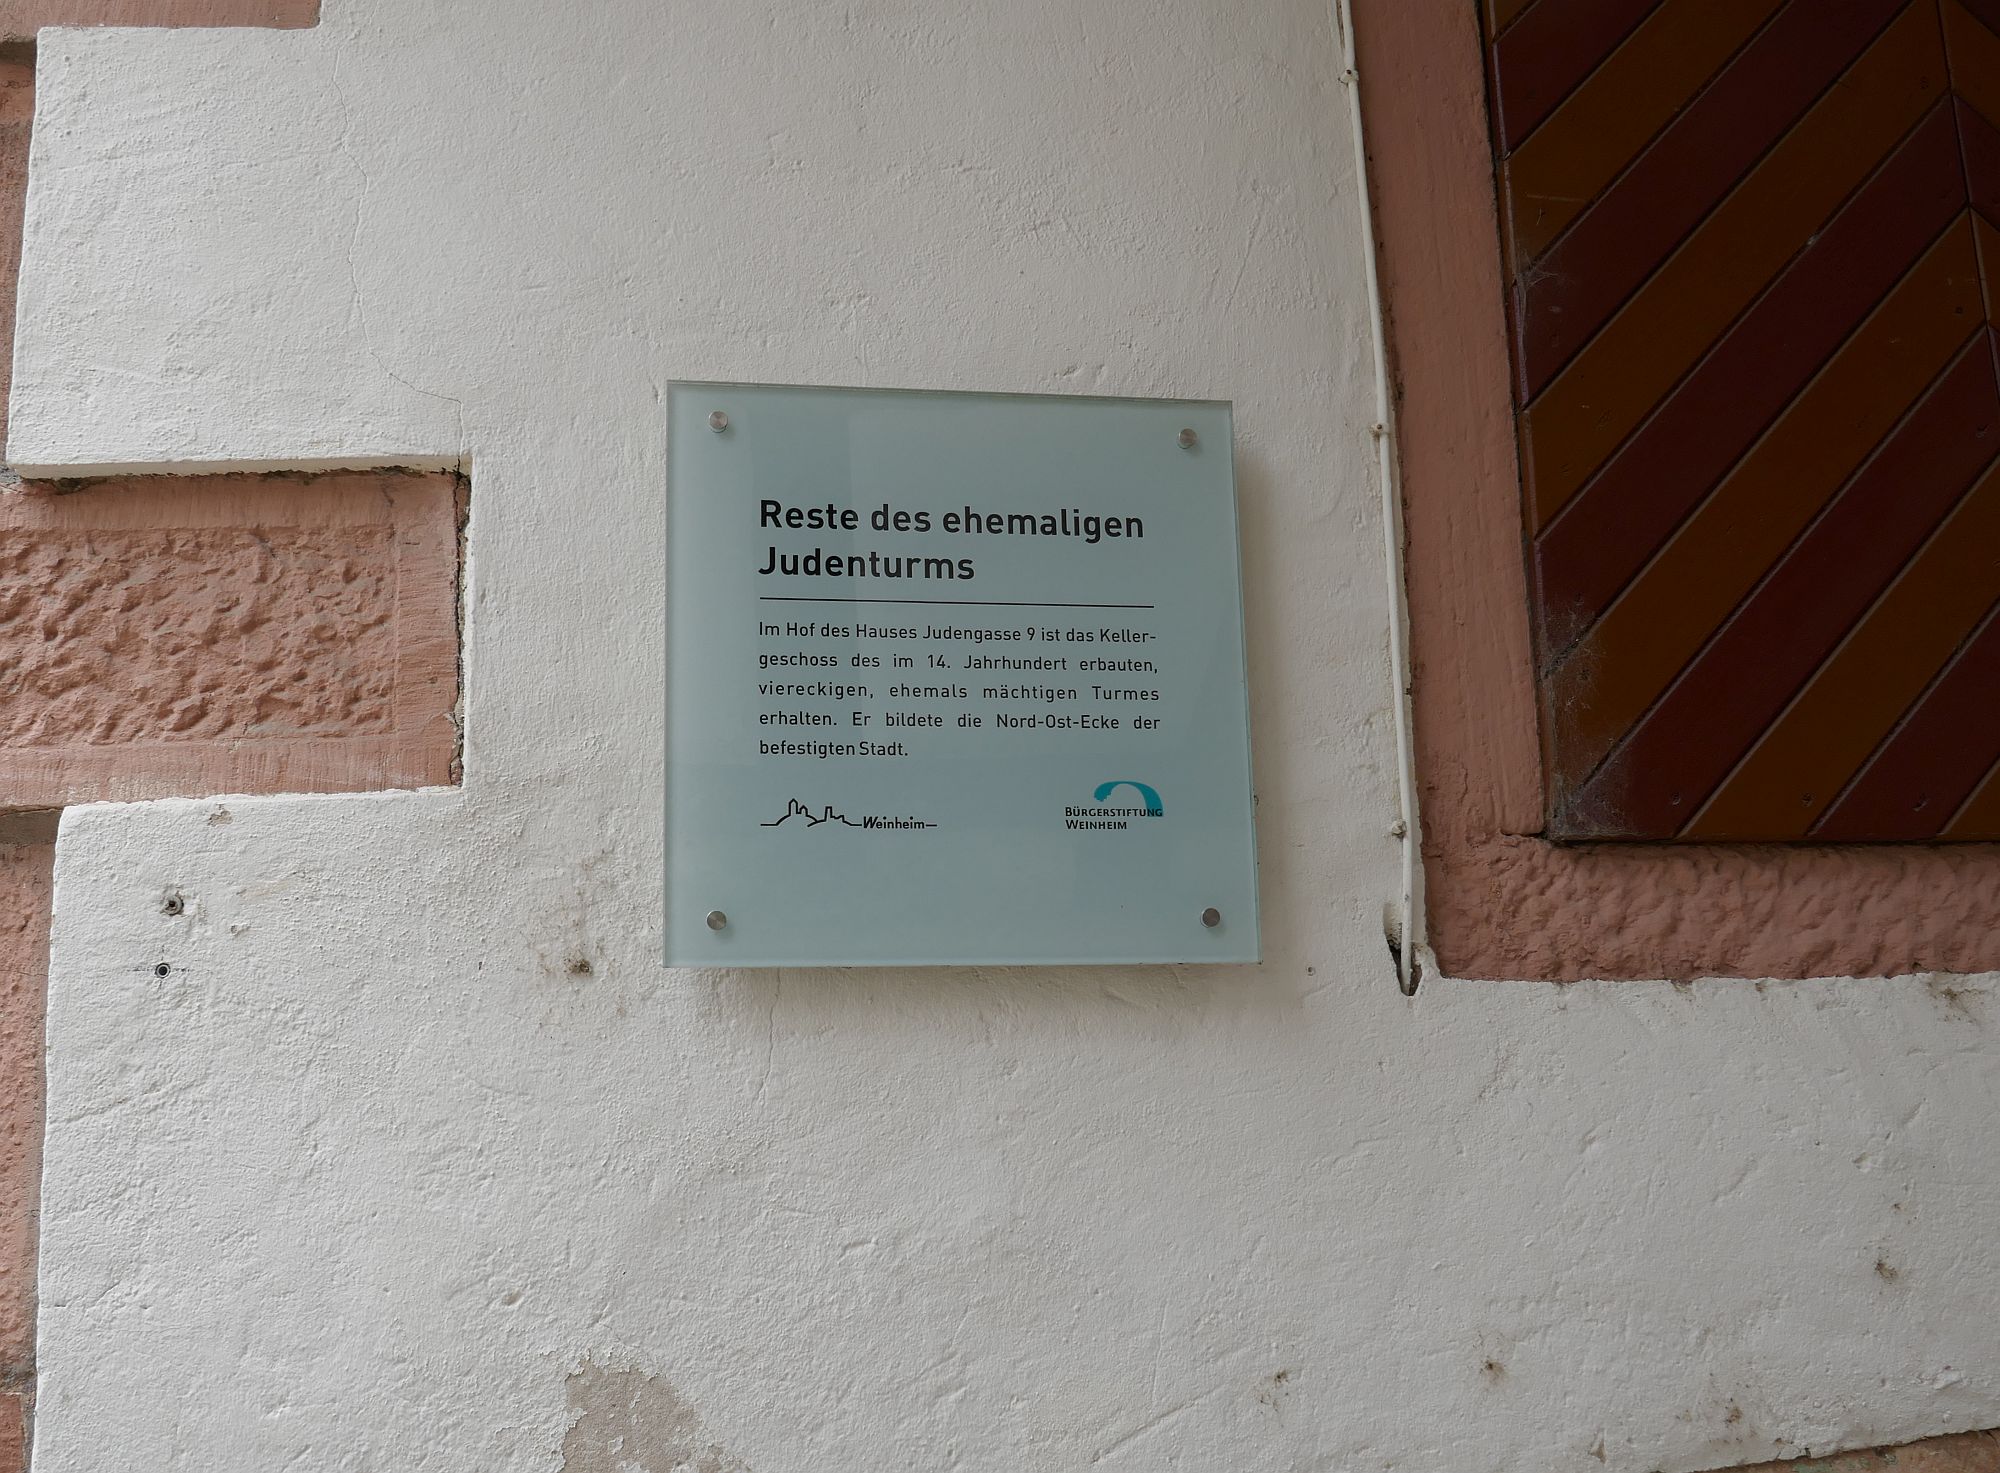 Reste des ehemaligen
Judenturms
Im Hof des Hauses Judengasse 9 ist das Keller-
geschoss des im 14. Jahrhundert erbauten,
viereckigen, ehemals mächtigen Turmes
erhalten. Er bildete die Nord-Ost-Ecke der
befestigten Stadt.
Weinheim
BÜRGERSTIFTUNG
WEINHEIM